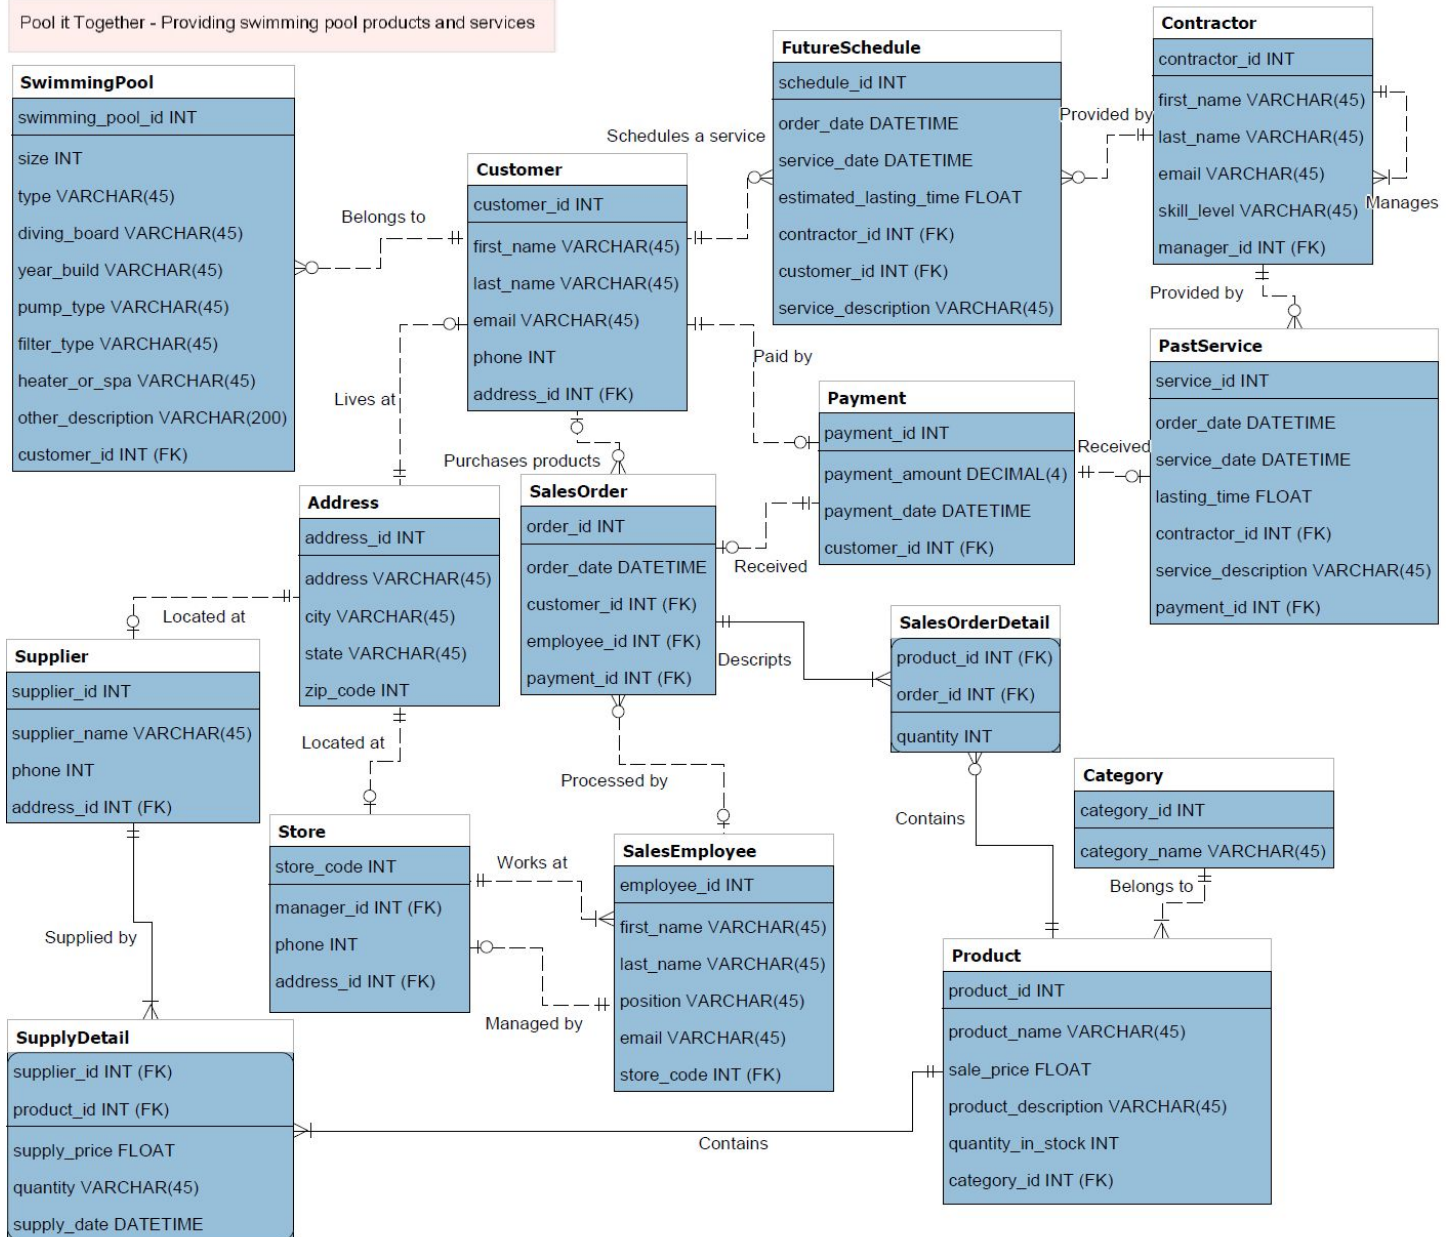 Pool it Together - Providing swimming pool products and services
SwimmingPool
swimming_pool_id INT
size INT
type VARCHAR(45)
diving_board VARCHAR(45)
year_build VARCHAR(45)
pump_type VARCHAR(45)
filter_type VARCHAR(45)
heater_or_spa VARCHAR(45)
other_description VARCHAR(200)
customer_id INT (FK)
Belongs to
Customer
customer_id INT
first_name VARCHAR(45)
last_name VARCHAR(45)
email VARCHAR(45)
phone INT
address_id INT (FK)
Schedules a service
FutureSchedule
schedule_id INT
order_date DATETIME
service_date DATETIME
estimated_lasting_time FLOAT
contractor_id INT (FK)
customer_id INT (FK)
service_description VARCHAR(45)
Provided by
Contractor
contractor_id INT
first_name VARCHAR(45)
last_name VARCHAR(45)
email VARCHAR(45)
skill_level VARCHAR(45)
manager_id INT (FK)
Manages
Provided by
PastService
service_id INT
order_date DATETIME
service_date DATETIME
lasting_time FLOAT
contractor_id INT (FK)
service_description VARCHAR(45)
payment_id INT (FK)
Paid by
Payment
payment_id INT
payment_amount DECIMAL(4)
payment_date DATETIME
customer_id INT (FK)
Received
Received
Lives at
Purchases products
Address
address_id INT
address VARCHAR(45)
city VARCHAR(45)
state VARCHAR(45)
zip_code INT
SalesOrder
order_id INT
order_date DATETIME
customer_id INT (FK)
employee_id INT (FK)
payment_id INT (FK)
Descripts
SalesOrderDetail
product_id INT (FK)
order_id INT (FK)
quantity INT
Located at
Supplier
supplier_id INT
supplier_name VARCHAR(45)
phone INT
address_id INT (FK)
Located at
Processed by
Contains
Category
category_id INT
category_name VARCHAR(45)
Belongs to
Store
store_code INT
manager_id INT (FK)
phone INT
address_id INT (FK)
Works at
Managed by
SalesEmployee
employee_id INT
first_name VARCHAR(45)
last_name VARCHAR(45)
position VARCHAR(45)
email VARCHAR(45)
store_code INT (FK)
Supplied by
SupplyDetail
supplier_id INT (FK)
product_id INT (FK)
supply_price FLOAT
quantity VARCHAR(45)
supply_date DATETIME
Contains
Product
product_id INT
product_name VARCHAR(45)
sale_price FLOAT
product_description VARCHAR(45)
quantity_in_stock INT
category_id INT (FK)